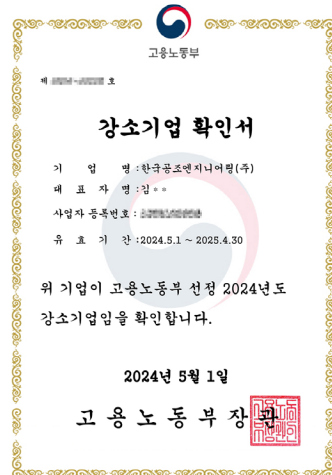 고용노동부
제 호
강소기업 확인서
기 업 명 : 한국공조엔지니어링(주)
대 표 자 명 : 김**
사업자 등록번호 :
유 효 기 간 : 2024.5.1 ~ 2025.4.30
위 기업이 고용노동부 선정 2024년도
강소기업임을 확인합니다.
2024년 5월 1일
고용노동부장관